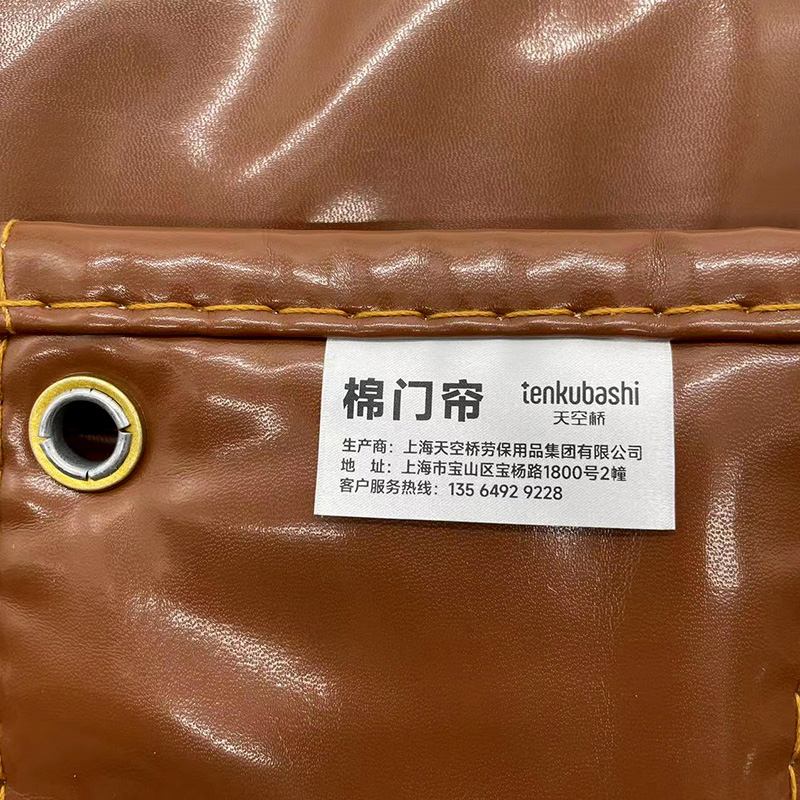 棉门帘
tenkubashi
天空桥
生产商：上海天空桥劳保用品集团有限公司
地 址：上海市宝山区宝杨路1800号2幢
客户服务热线：135 6492 9228